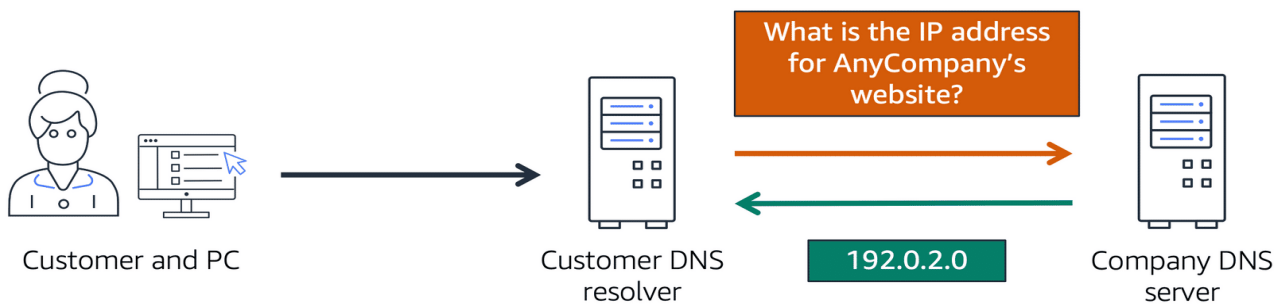 What is the IP address
for AnyCompany's
website?
Customer and PC
Customer DNS
resolver
192.0.2.0
Company DNS
server